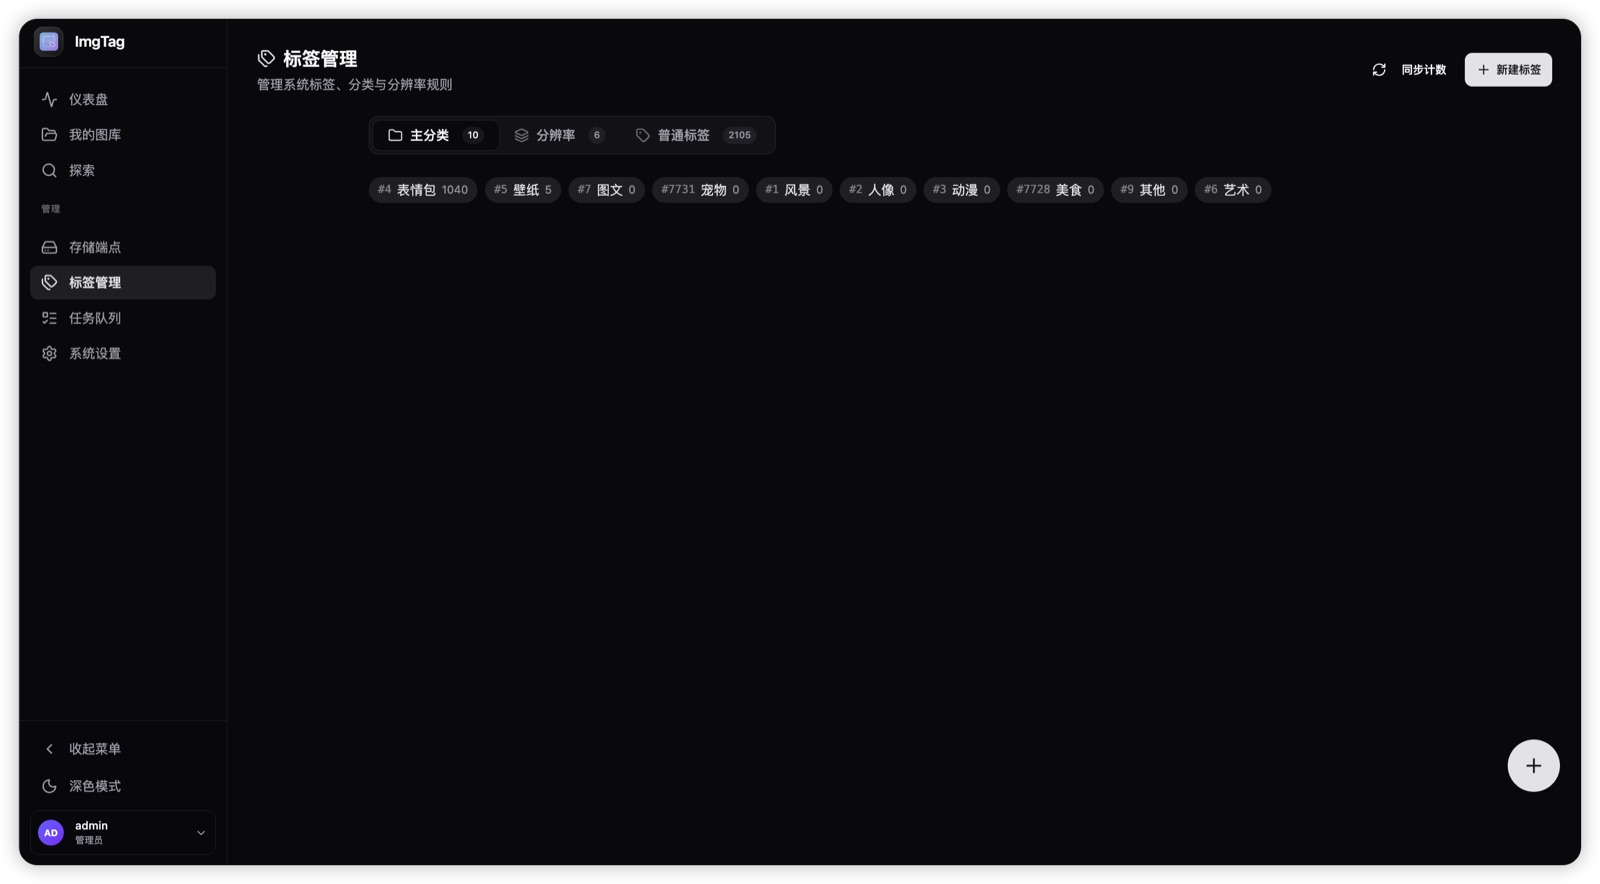 ImgTag
仪表盘
我的图库
探索
管理
存储端点
标签管理
任务队列
系统设置
收起菜单
深色模式
AD
admin
管理员
标签管理
管理系统标签、分类与分辨率规则
同步计数
新建标签
主分类 10 分辨率 6 普通标签 2105
#4 表情包 1040 #5 壁纸 5 #7 图文 0 #7731 宠物 0 #1 风景 0 #2 人像 0 #3 动漫 0 #7728 美食 0 #9 其他 0 #6 艺术 0